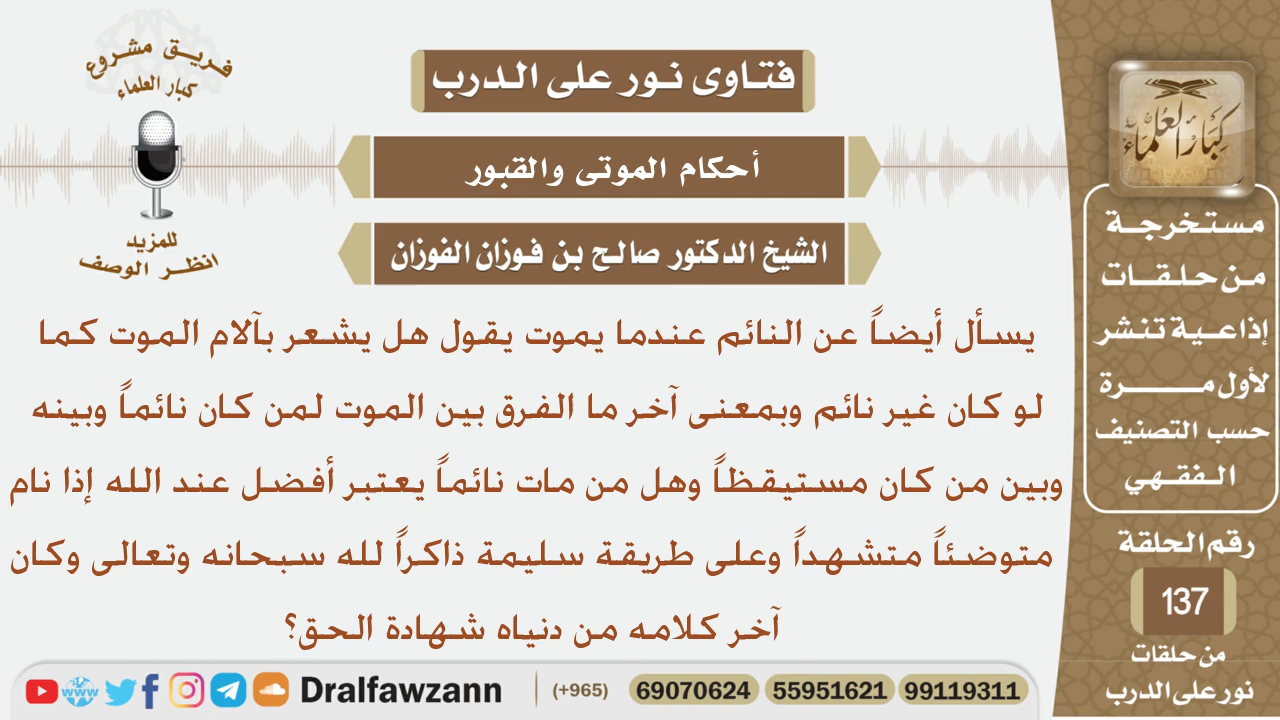 فريق مشروع
كبار العلماء
للمزيد
انظر الوصف
فتاوى نور على الدرب
أحكام الموتى والقبور
الشيخ الدكتور صالح بن فوزان الفوزان
كبار العلماء
مستخرجة
من حلقات
إذاعية تنشر
لأول مرة
حسب التصنيف
الفقهي
رقم الحلقة
137
من حلقات
نور على الدرب
يسأل أيضاً عن النائم عندما يموت يقول هل يشعر بآلام الموت كما
لو كان غير نائم وبمعنى آخر ما الفرق بين الموت لمن كان نائماً وبينه
وبين من كان مستيقظاً وهل من مات نائماً يعتبر أفضل عند الله إذا نام
متوضئاً متشهداً وعلى طريقة سليمة ذاكراً لله سبحانه وتعالى وكان
آخر كلامه من دنياه شهادة الحق؟
www Dralfawzann (+965) 69070624 55951621 99119311